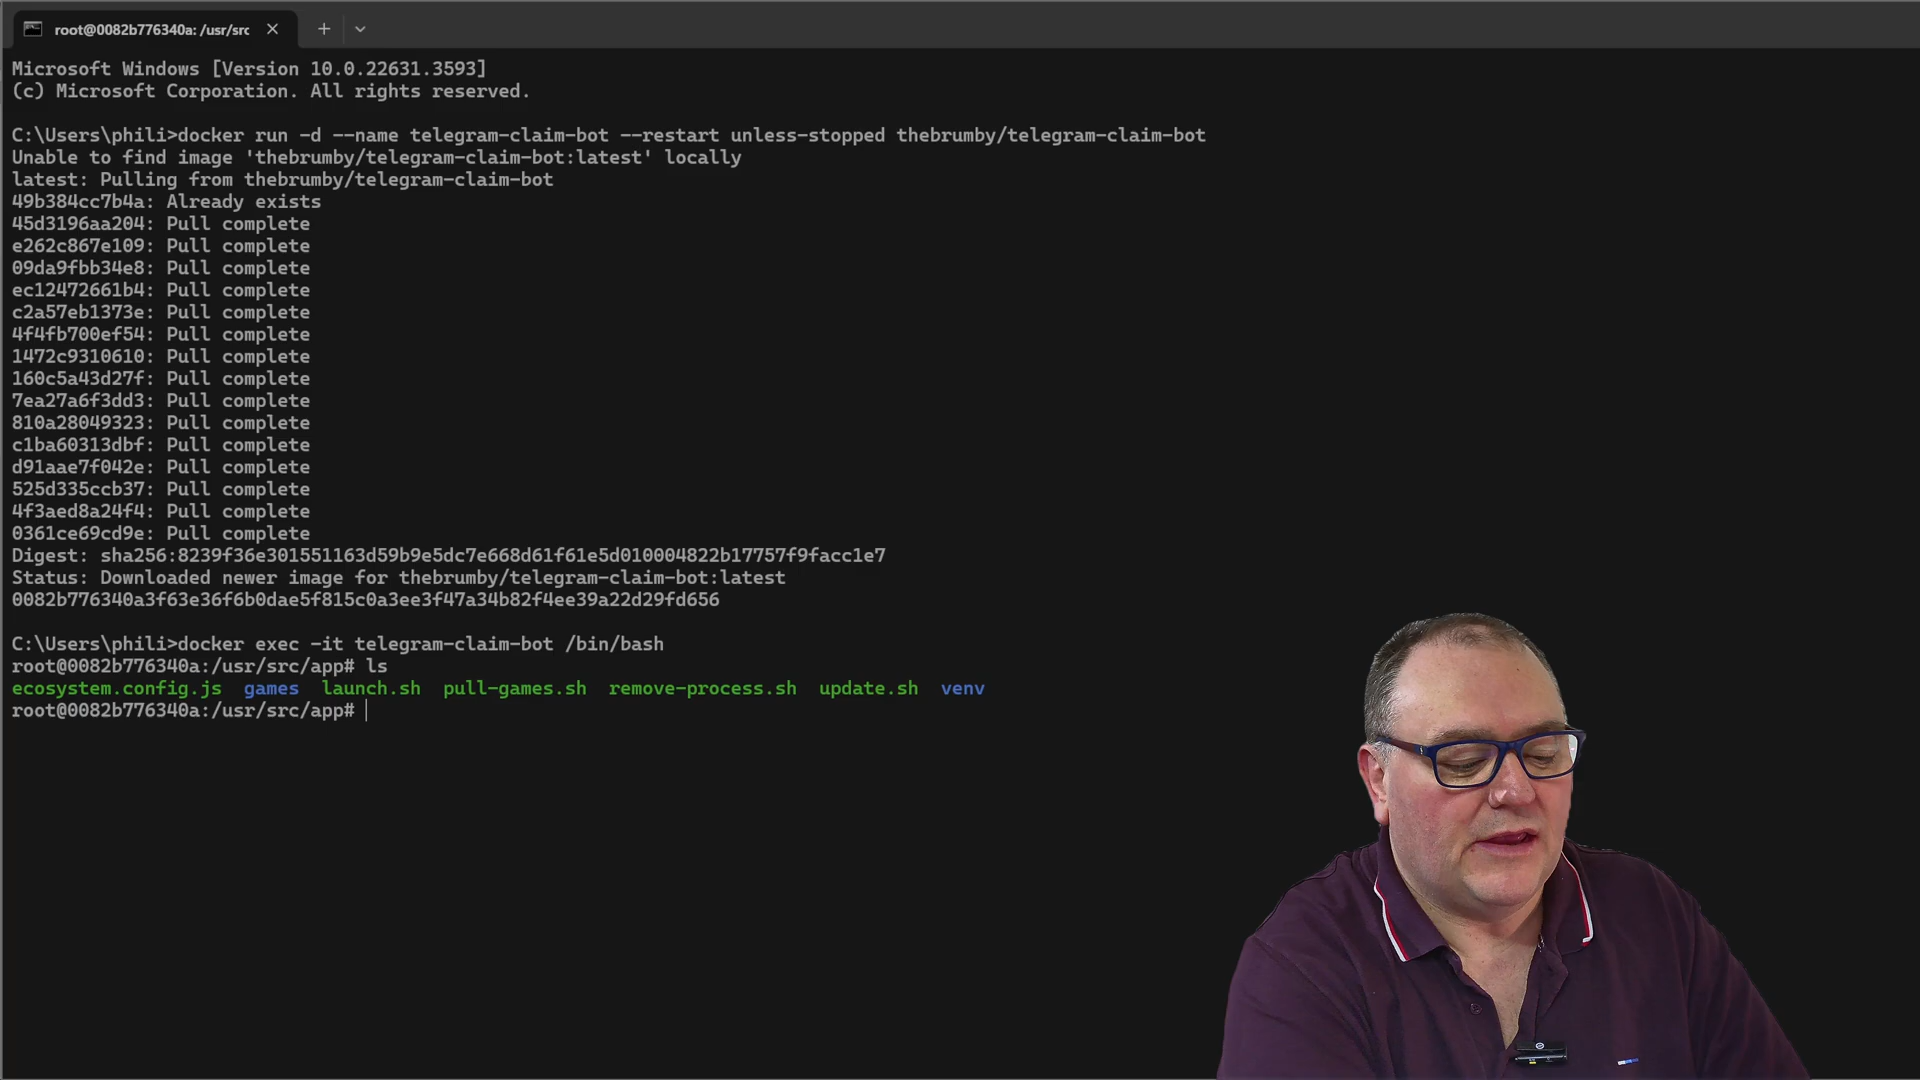 root@0082b776340a: /usr/src
Microsoft Windows [Version 10.0.22631.3593]
(c) Microsoft Corporation. All rights reserved.
C:\Users\phili>docker run -d --name telegram-claim-bot --restart unless-stopped thebrumby/telegram-claim-bot
Unable to find image 'thebrumby/telegram-claim-bot:latest' locally
latest: Pulling from thebrumby/telegram-claim-bot
49b384cc7b4a: Already exists
45d3196aa204: Pull complete
e262c867e109: Pull complete
09da9fbb34e8: Pull complete
ec12472661b4: Pull complete
c2a57eb1373e: Pull complete
4f4fb700ef54: Pull complete
1472c9310610: Pull complete
160c5a43d27f: Pull complete
7ea27a6f3dd3: Pull complete
810a28049323: Pull complete
c1ba60313dbf: Pull complete
d91aae7f042e: Pull complete
525d335ccb37: Pull complete
4f3aed8a24f4: Pull complete
0361ce69cd9e: Pull complete
Digest: sha256:8239f36e301551163d59b9e5dc7e668d61f61e5d010004822b17757f9facc1e7
Status: Downloaded newer image for thebrumby/telegram-claim-bot:latest
0082b776340a3f63e36f6b0dae5f815c0a3ee3f47a34b82f4ee39a22d29fd656
C:\Users\phili>docker exec -it telegram-claim-bot /bin/bash
root@0082b776340a:/usr/src/app# ls
ecosystem.config.js games launch.sh pull-games.sh remove-process.sh update.sh venv
root@0082b776340a:/usr/src/app#